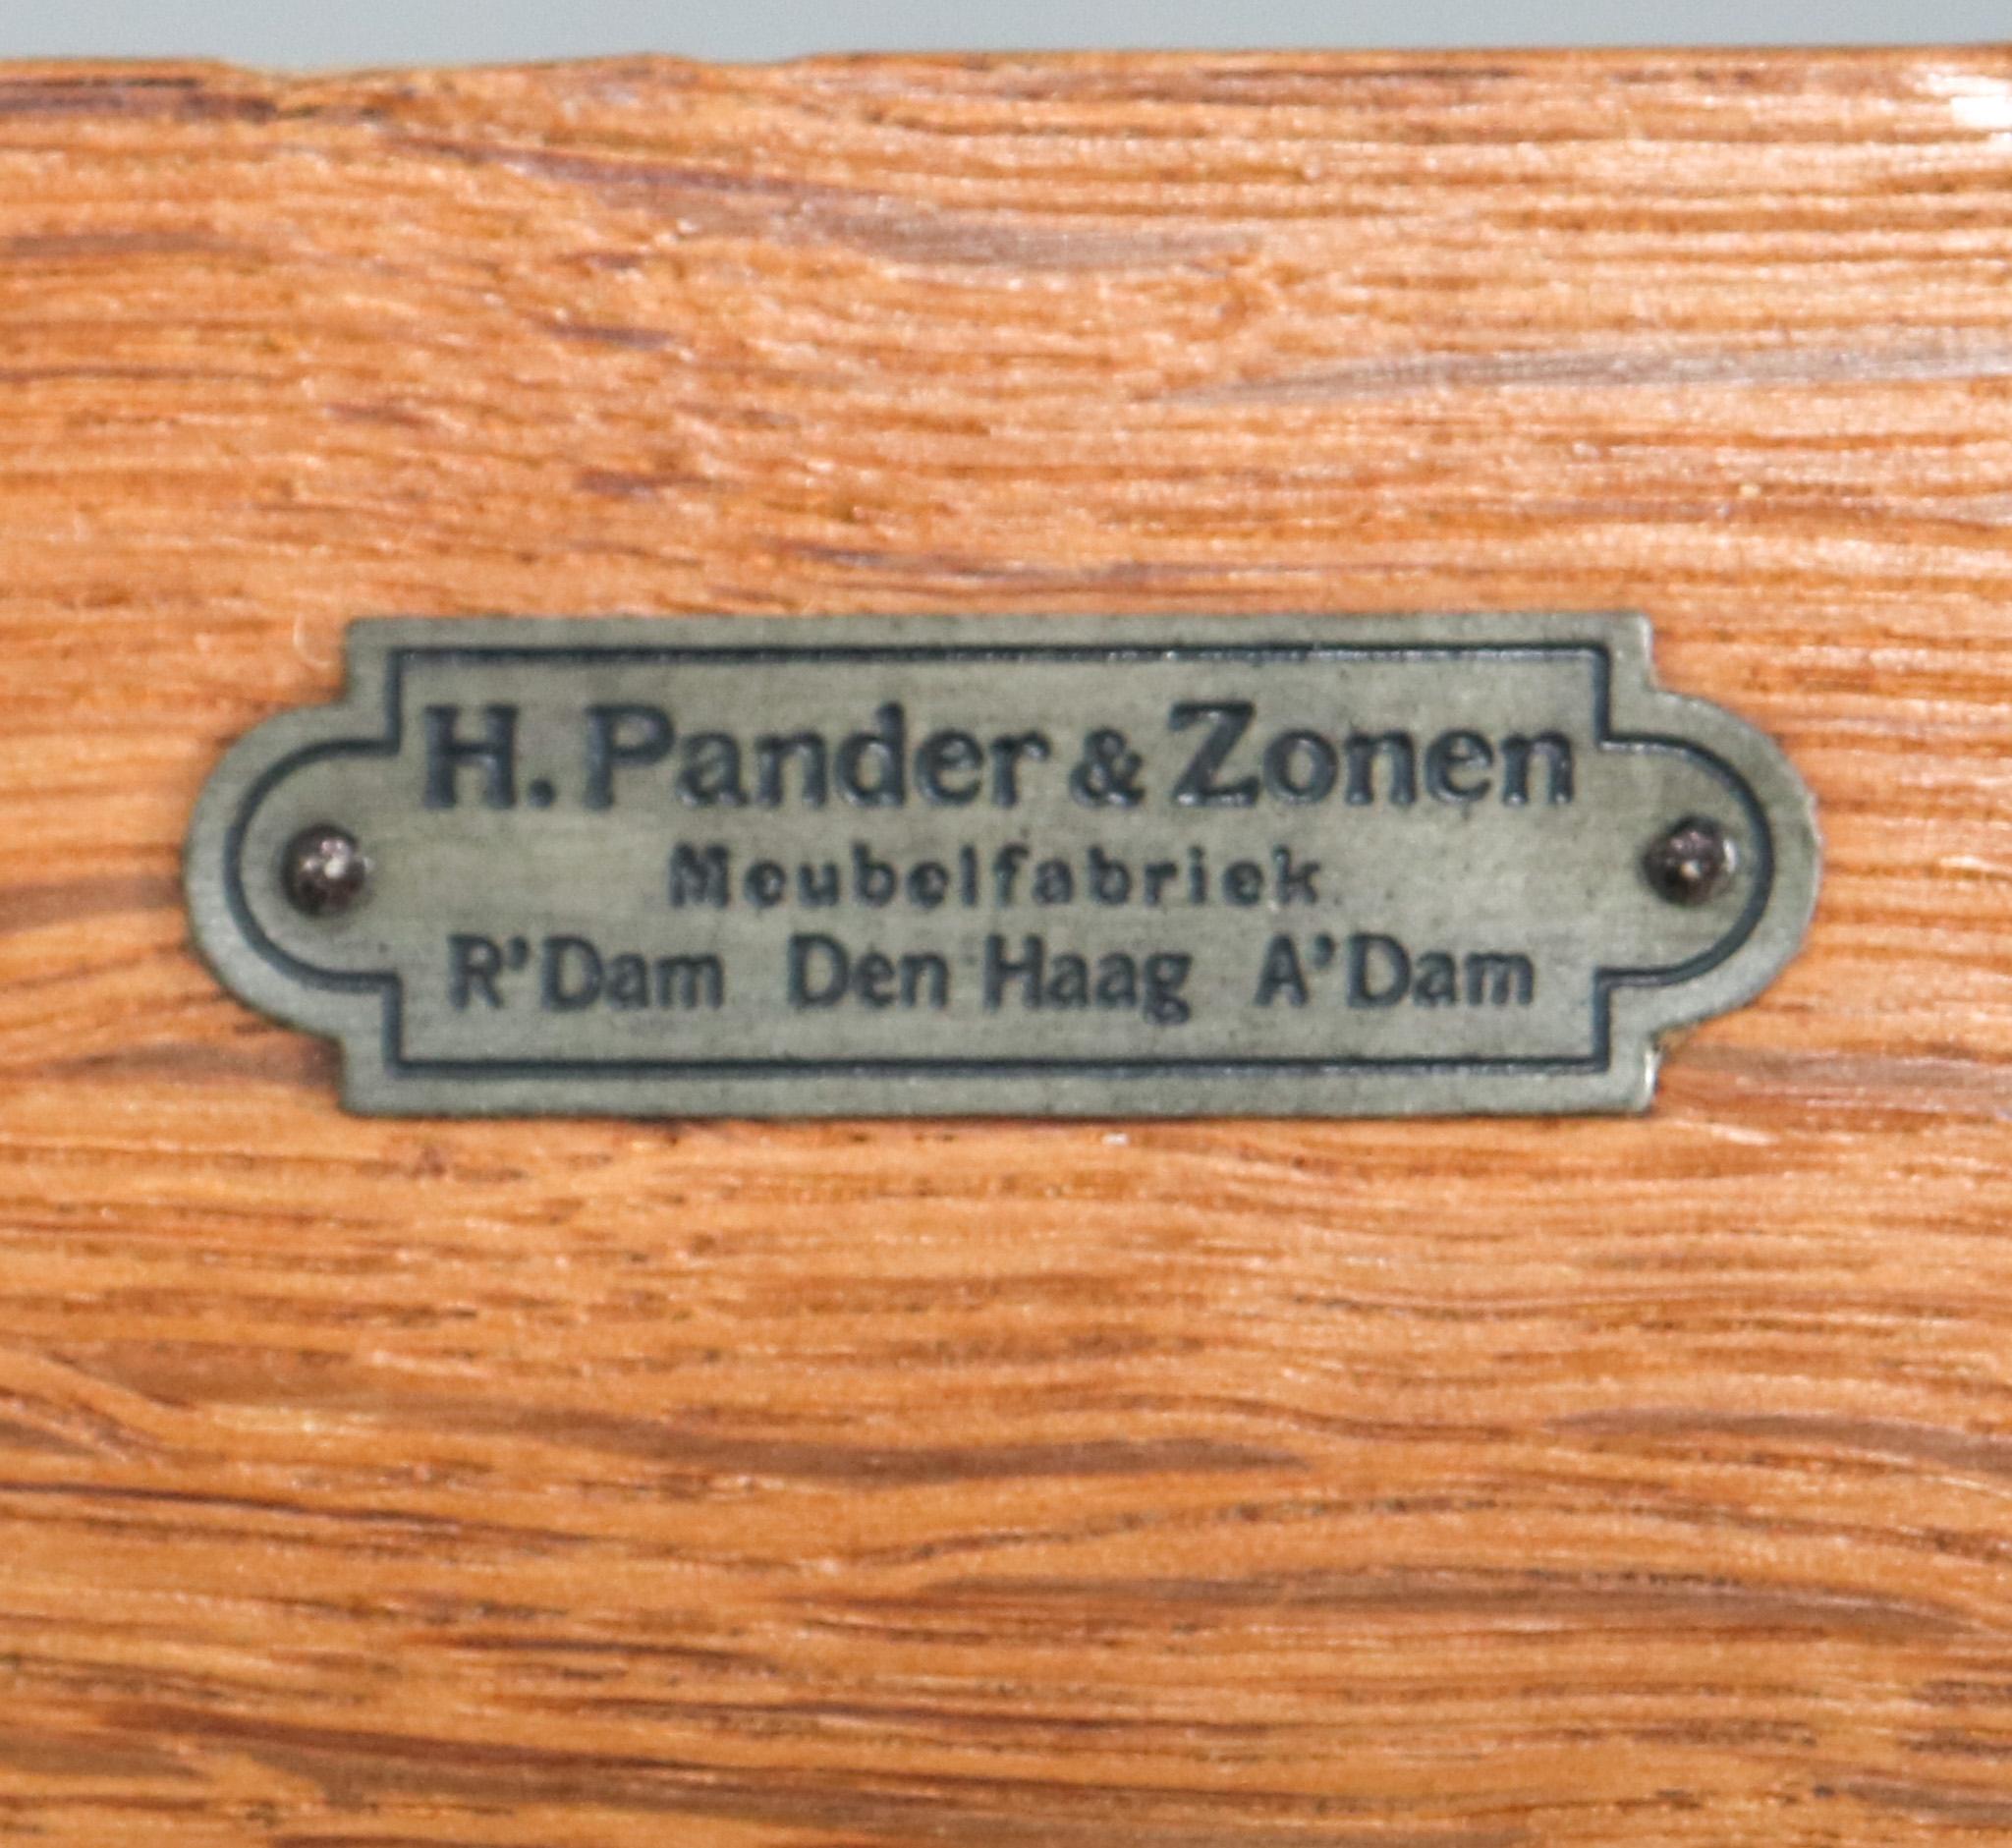 H. Pander & Zonen
Meubelfabriek
R'Dam Den Haag A'Dam